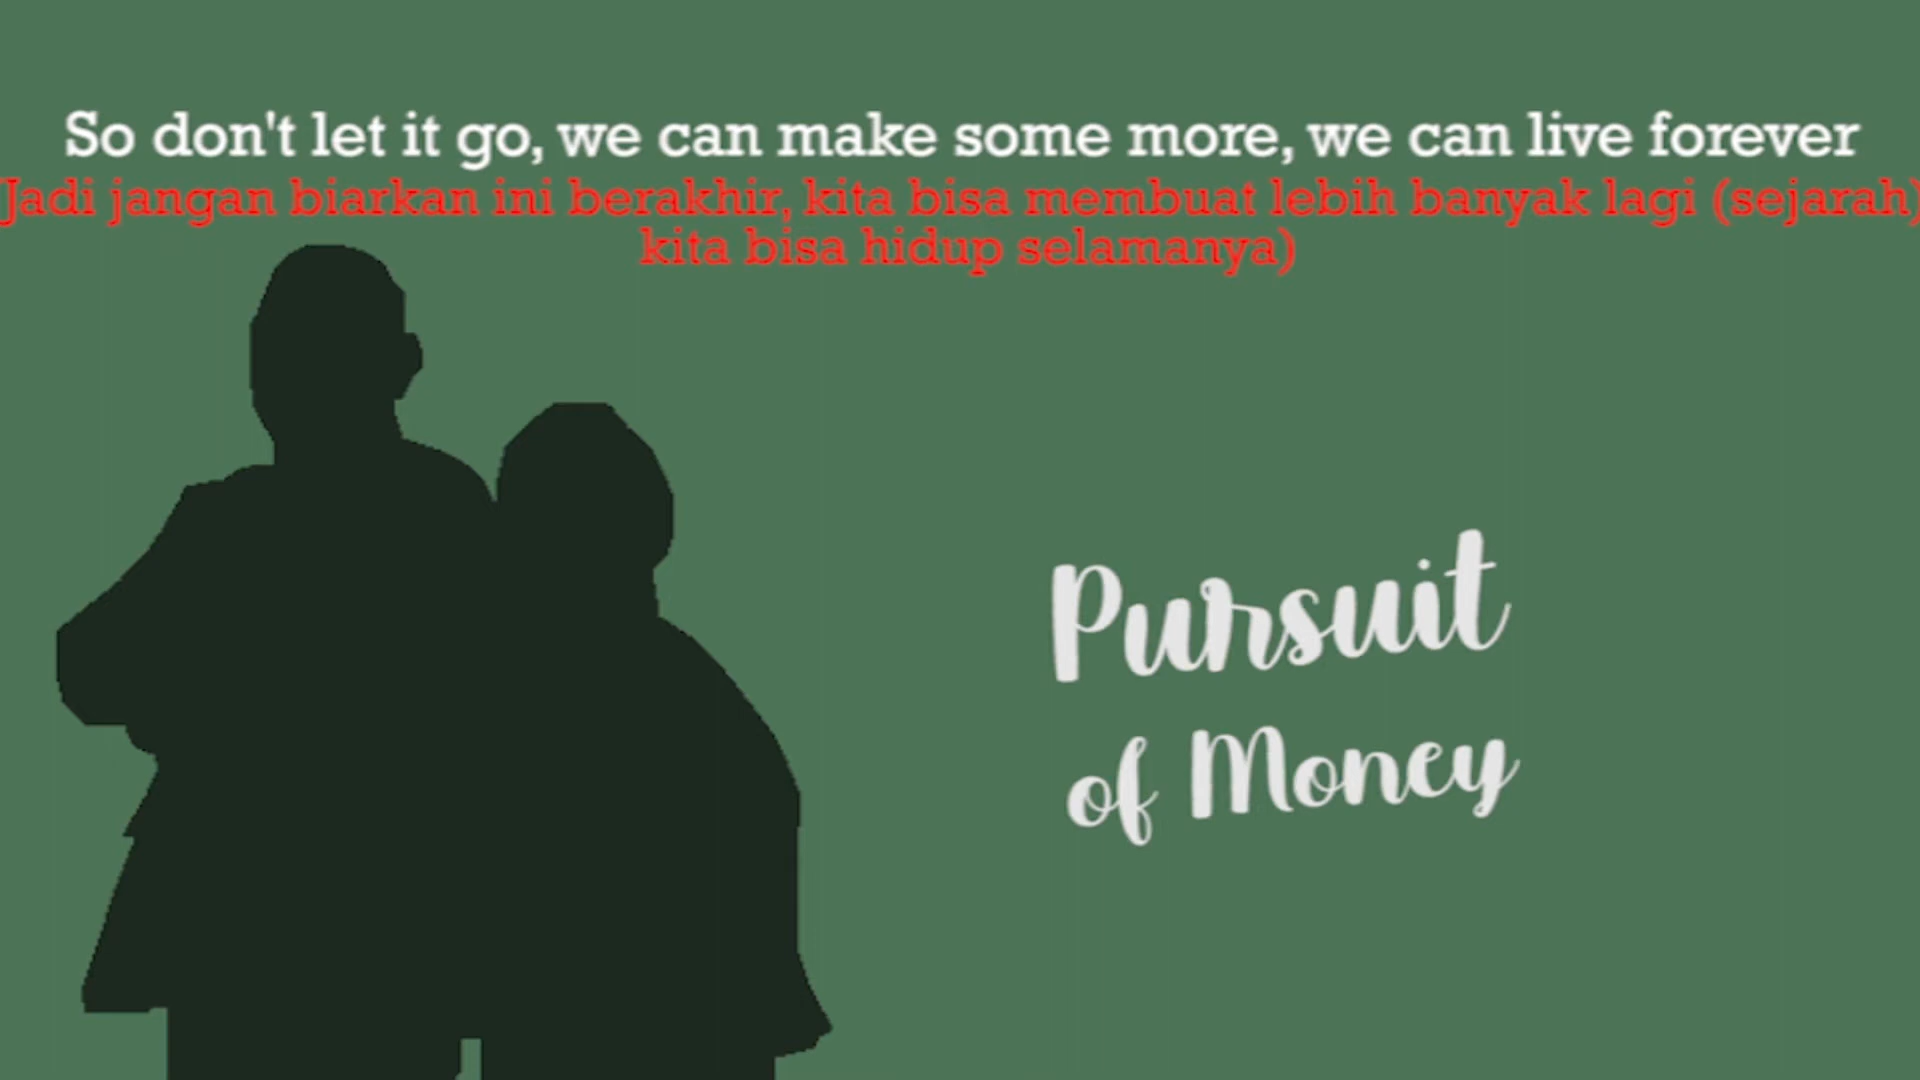 So don't let it go, we can make some more, we can live forever
(Jadi jangan biarkan ini berakhir, kita bisa membuat lebih banyak lagi (sejarah)
kita bisa hidup selamanya)
Pursuit
of Money